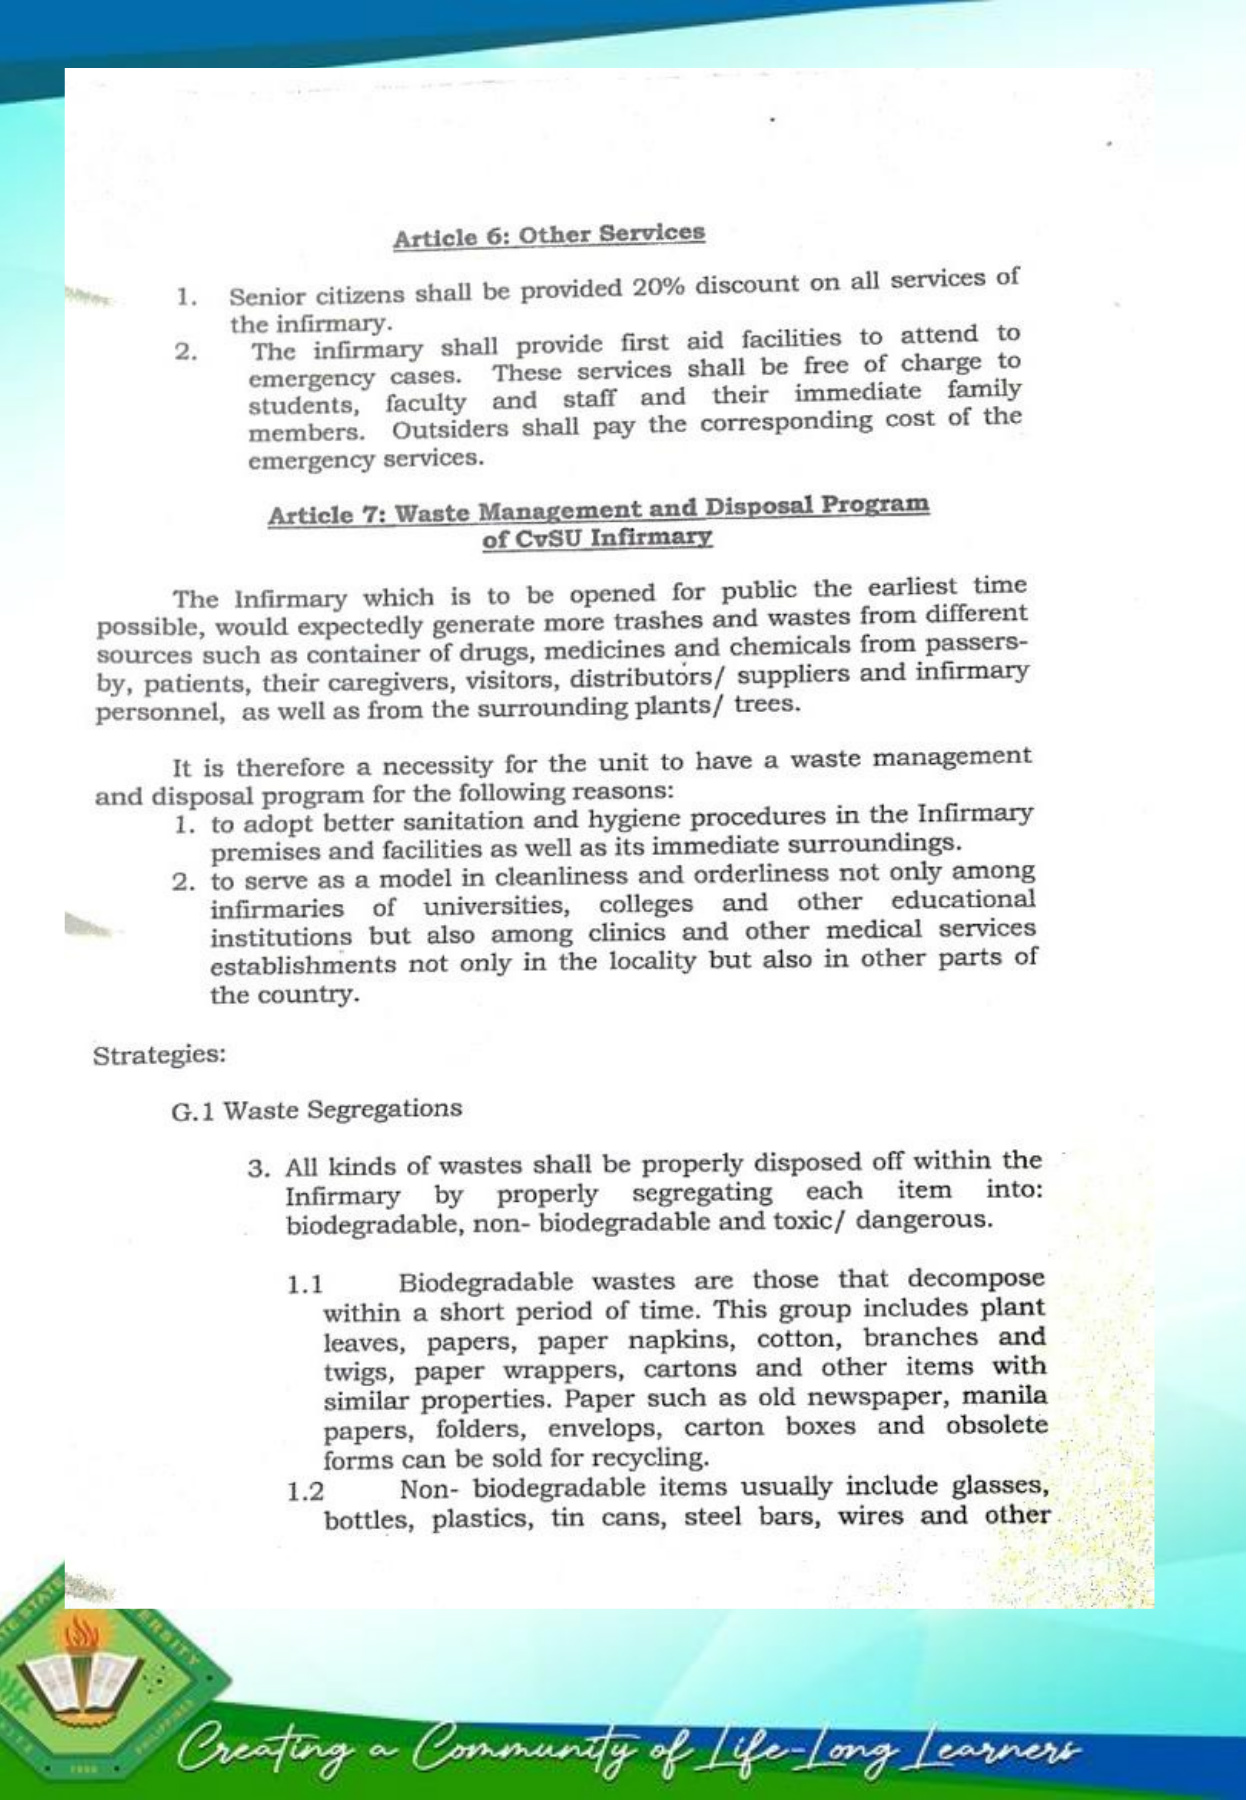 Article 6: Other Services
1. Senior citizens shall be provided 20% discount on all services of
the infirmary.
2. The infirmary shall provide first aid facilities to attend to
emergency cases. These services shall be free of charge to
students, faculty and staff and their immediate family
members. Outsiders shall pay the corresponding cost of the
emergency services.
Article 7: Waste Management and Disposal Program
of CvSU Infirmary
The Infirmary which is to be opened for public the earliest time
possible, would expectedly generate more trashes and wastes from different
sources such as container of drugs, medicines and chemicals from passers-
by, patients, their caregivers, visitors, distributors/ suppliers and infirmary
personnel, as well as from the surrounding plants/ trees.
It is therefore a necessity for the unit to have a waste management
and disposal program for the following reasons:
1. to adopt better sanitation and hygiene procedures in the Infirmary
premises and facilities as well as its immediate surroundings.
2. to serve as a model in cleanliness and orderliness not only among
infirmaries of universities, colleges and other educational
institutions but also among clinics and other medical services
establishments not only in the locality but also in other parts of
the country.
Strategies:
G.1 Waste Segregations
3. All kinds of wastes shall be properly disposed off within the
Infirmary by properly segregating each item into:
biodegradable, non- biodegradable and toxic/ dangerous.
1.1 Biodegradable wastes are those that decompose
within a short period of time. This group includes plant
leaves, papers, paper napkins, cotton, branches and
twigs, paper wrappers, cartons and other items with
similar properties. Paper such as old newspaper, manila
papers, folders, envelops, carton boxes and obsolete
forms can be sold for recycling.
1.2 Non- biodegradable items usually include glasses,
bottles, plastics, tin cans, steel bars, wires and other
Creating a Community of Life-Long Learners